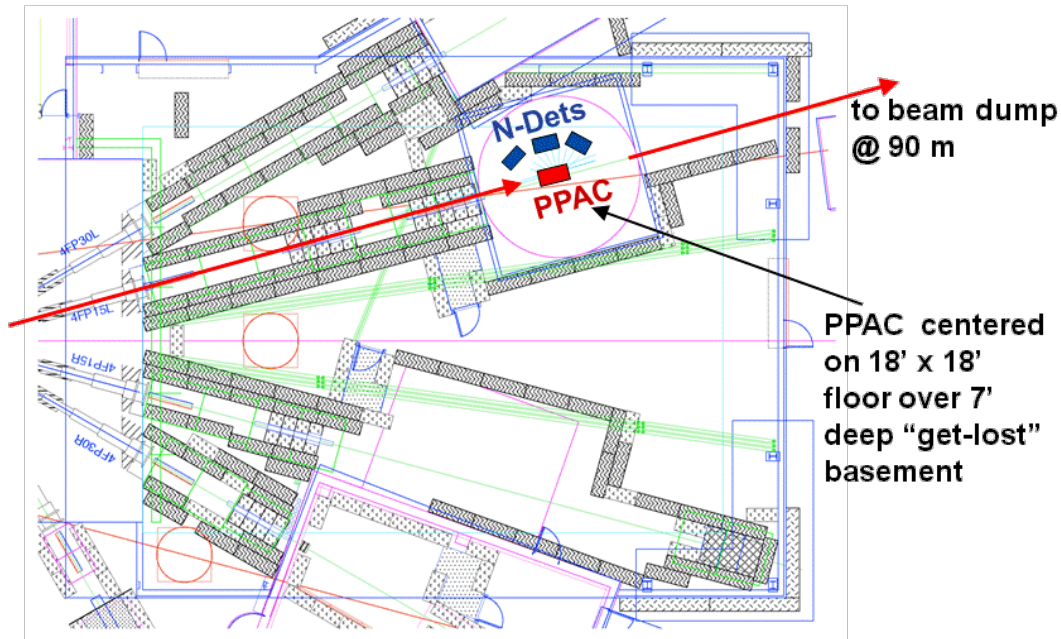 N-Dets
PPAC
to beam dump
@ 90 m
4FP30L
4FP15L
4FP15R
4FP30R
PPAC centered
on 18' x 18'
floor over 7'
deep “get-lost”
basement